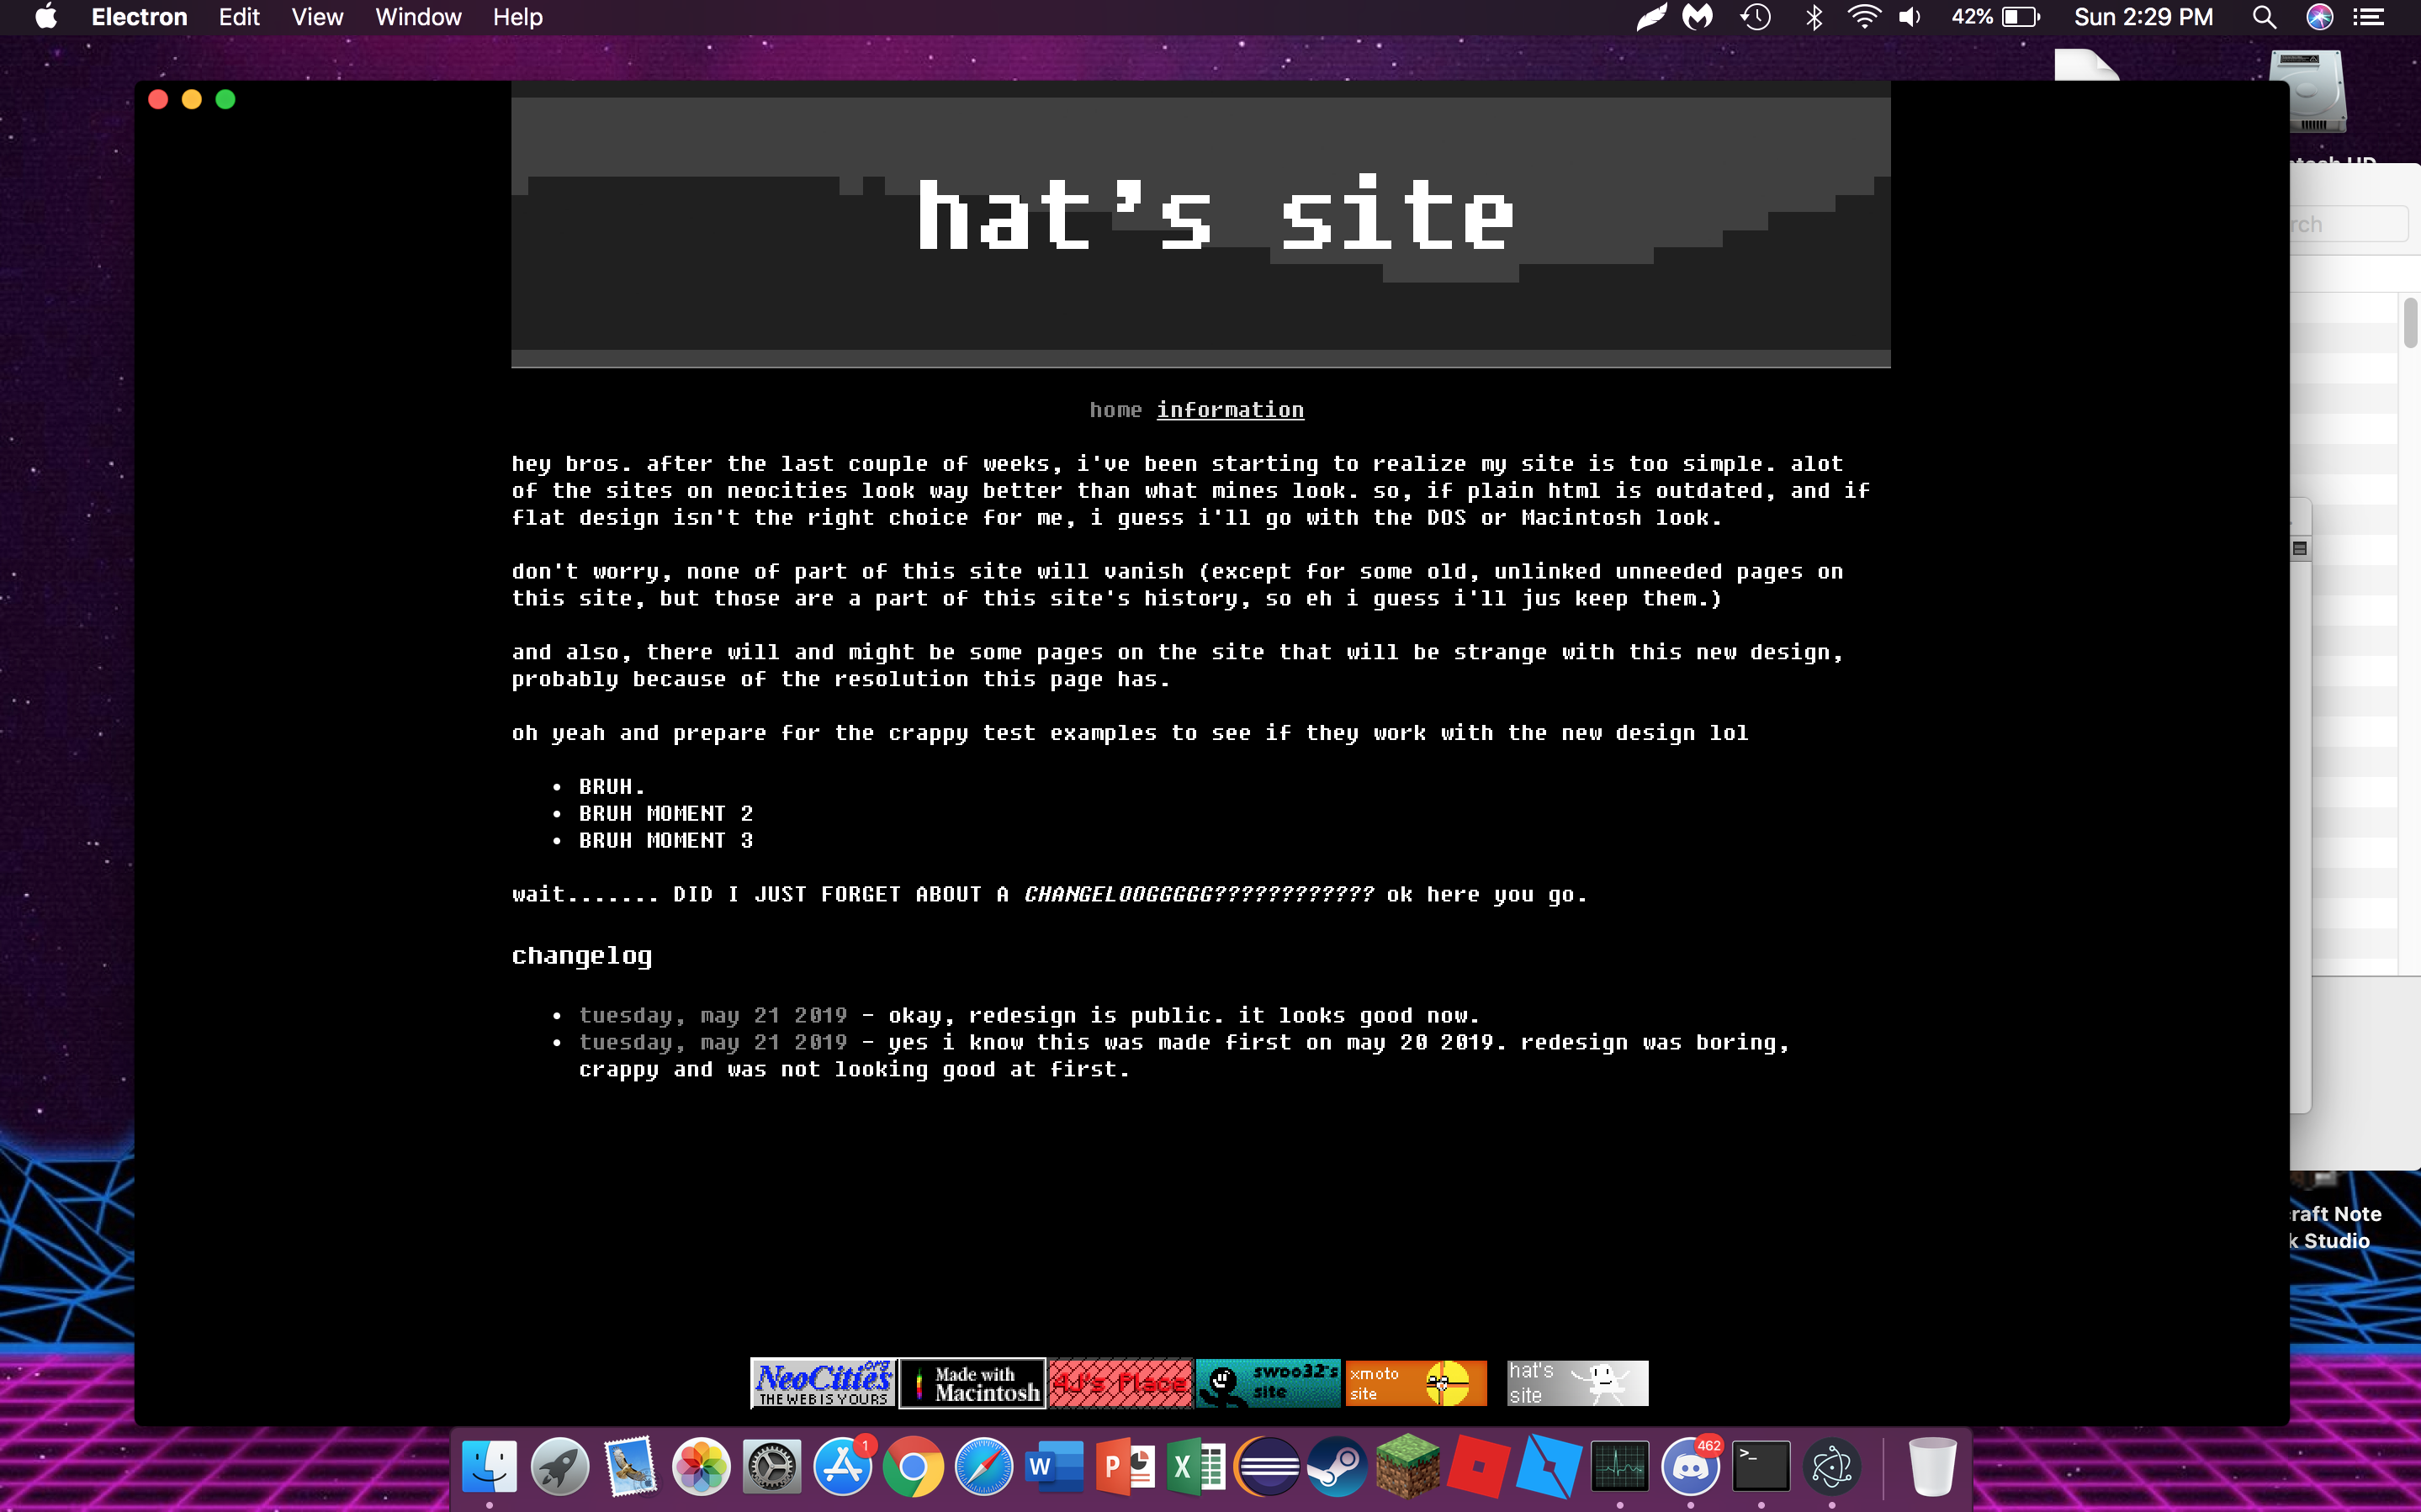 Electron Edit View Window Help 42% Sun 2:29 PM
hat's site
home information
hey bros. after the last couple of weeks, i've been starting to realize my site is too simple. alot
of the sites on neocities look way better than what mines look. so, if plain html is outdated, and if
flat design isn't the right choice for me, i guess i'll go with the DOS or Macintosh look.
don't worry, none of part of this site will vanish (except for some old, unlinked unneeded pages on
this site, but those are a part of this site's history, so eh i guess i'll jus keep them.)
and also, there will and might be some pages on the site that will be strange with this new design,
probably because of the resolution this page has.
oh yeah and prepare for the crappy test examples to see if they work with the new design lol
• BRUH.
• BRUH MOMENT 2
• BRUH MOMENT 3
wait....... DID I JUST FORGET ABOUT A CHANGELOOGGGGG???????????? ok here you go.
changelog
• tuesday, may 21 2019 - okay, redesign is public. it looks good now.
• tuesday, may 21 2019 - yes i know this was made first on may 20 2019. redesign was boring,
crappy and was not looking good at first.
rch
raft Note
k Studio
NeoCities.org
THE WEB IS YOURS
Made with
Macintosh
4J's Place
swoo32's
site
xmoto
site
hat's
site
1
W
P
X
462
>_